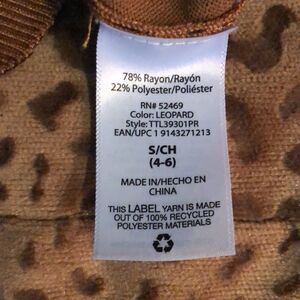 78% Rayon/Rayón
22% Polyester/Poliéster
RN# 52469
Color: LEOPARD
Style: TTL39301PR
EAN/UPC 1 9143271213
S/CH
(4-6)
MADE IN/HECHO EN
CHINA
THIS LABEL YARN IS MADE
OUT OF 100% RECYCLED
POLYESTER MATERIALS